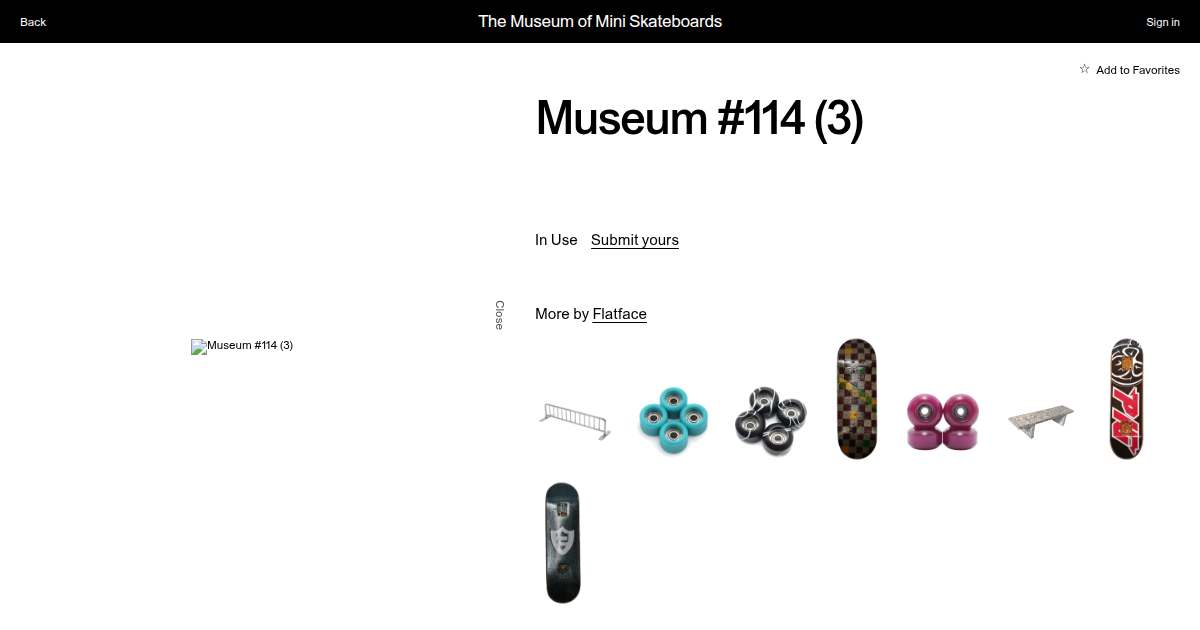 Back
The Museum of Mini Skateboards
Sign in
☆ Add to Favorites
Museum #114 (3)
In Use Submit yours
Close
More by Flatface
Museum #114 (3)